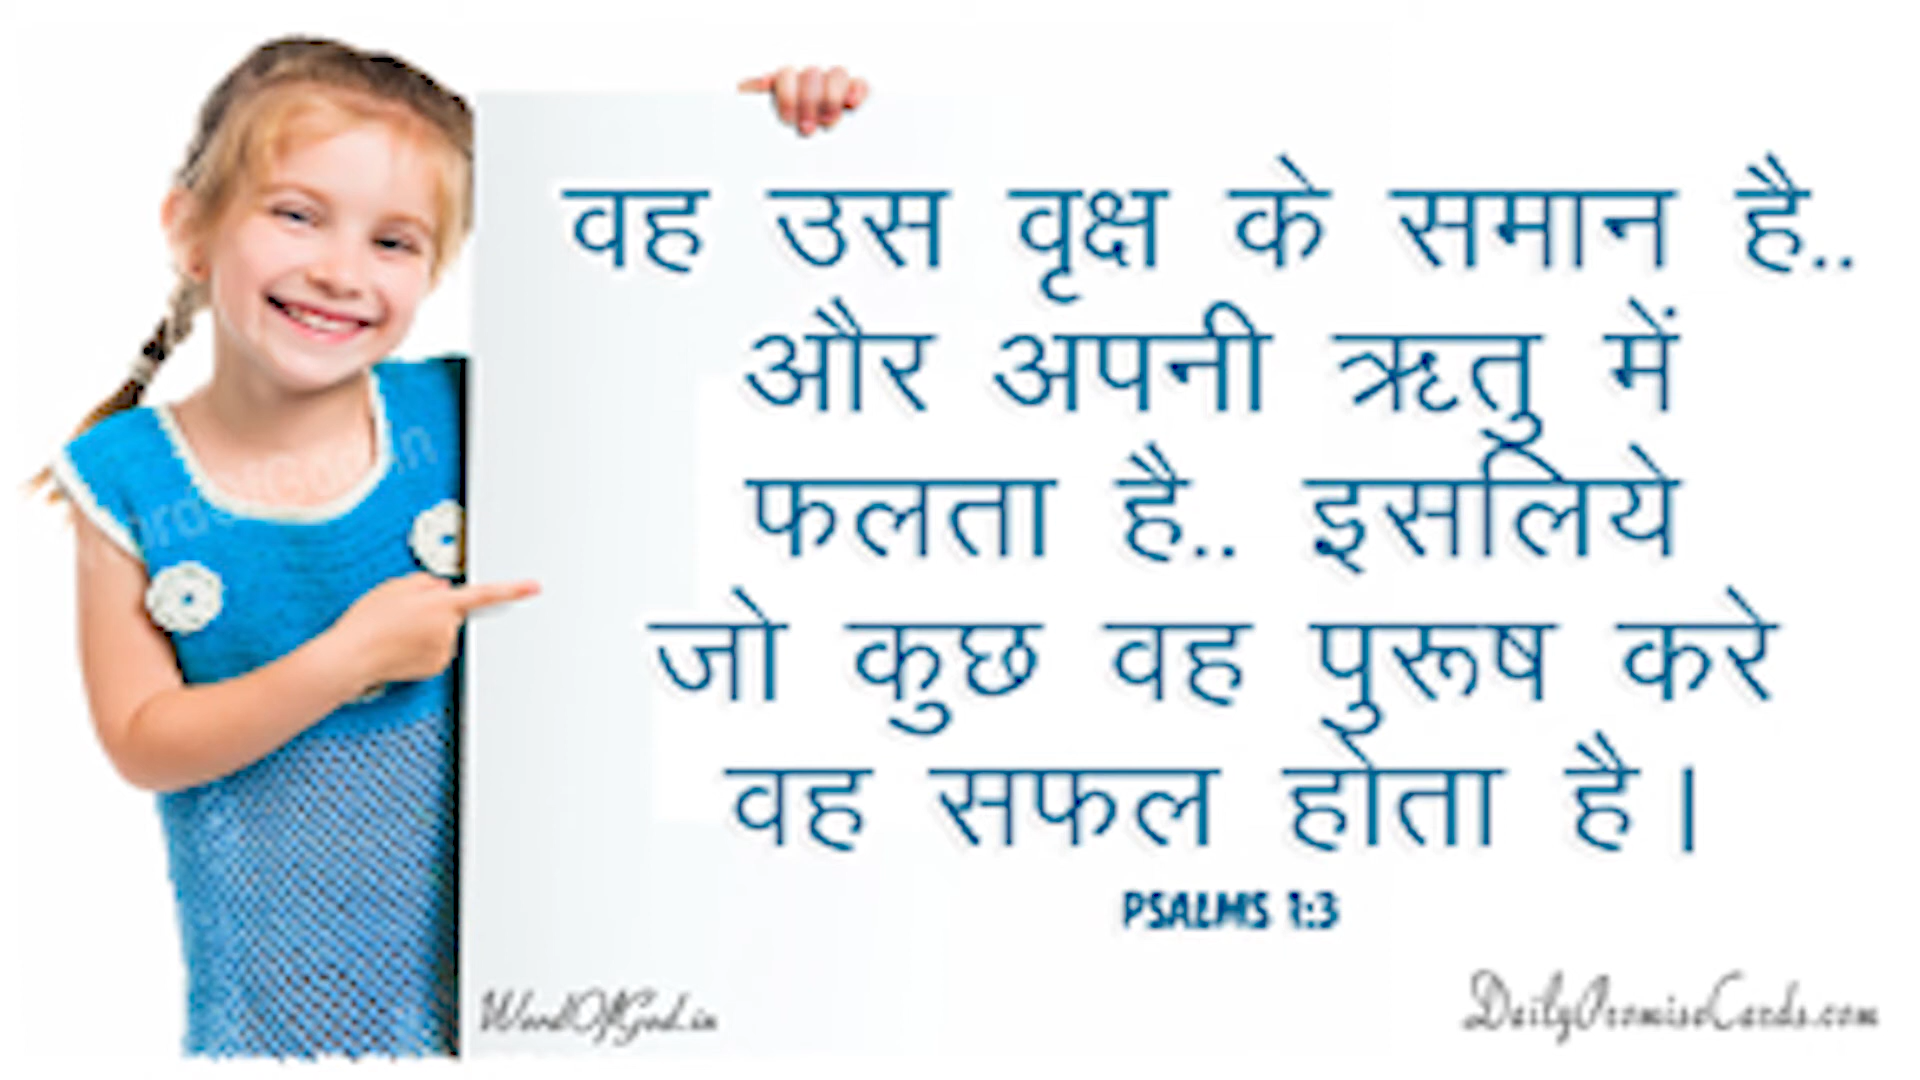 वह उस वृक्ष के समान है..
और अपनी ऋतु में
फलता है.. इसलिये
जो कुछ वह पुरूष करे
वह सफल होता है।
PSALMS 1:3
WordOfGod.in
DailyPromiseCards.com